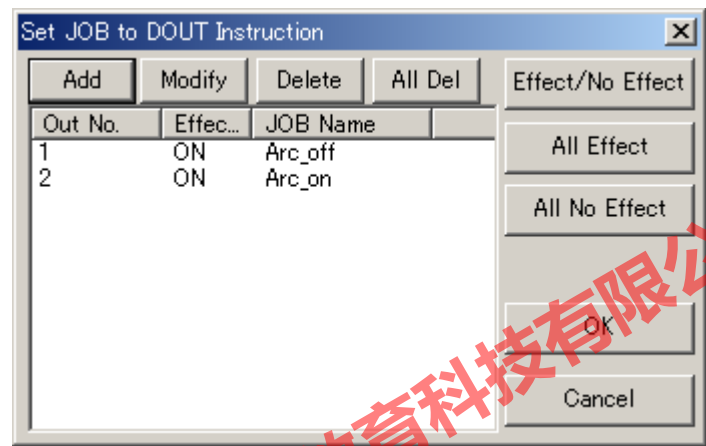 Set JOB to DOUT Instruction
Add Modify Delete All Del Effect/No Effect
Out No. Effec... JOB Name
1 ON Arc_off
2 ON Arc_on
All Effect
All No Effect
OK
Cancel
育科技有限公